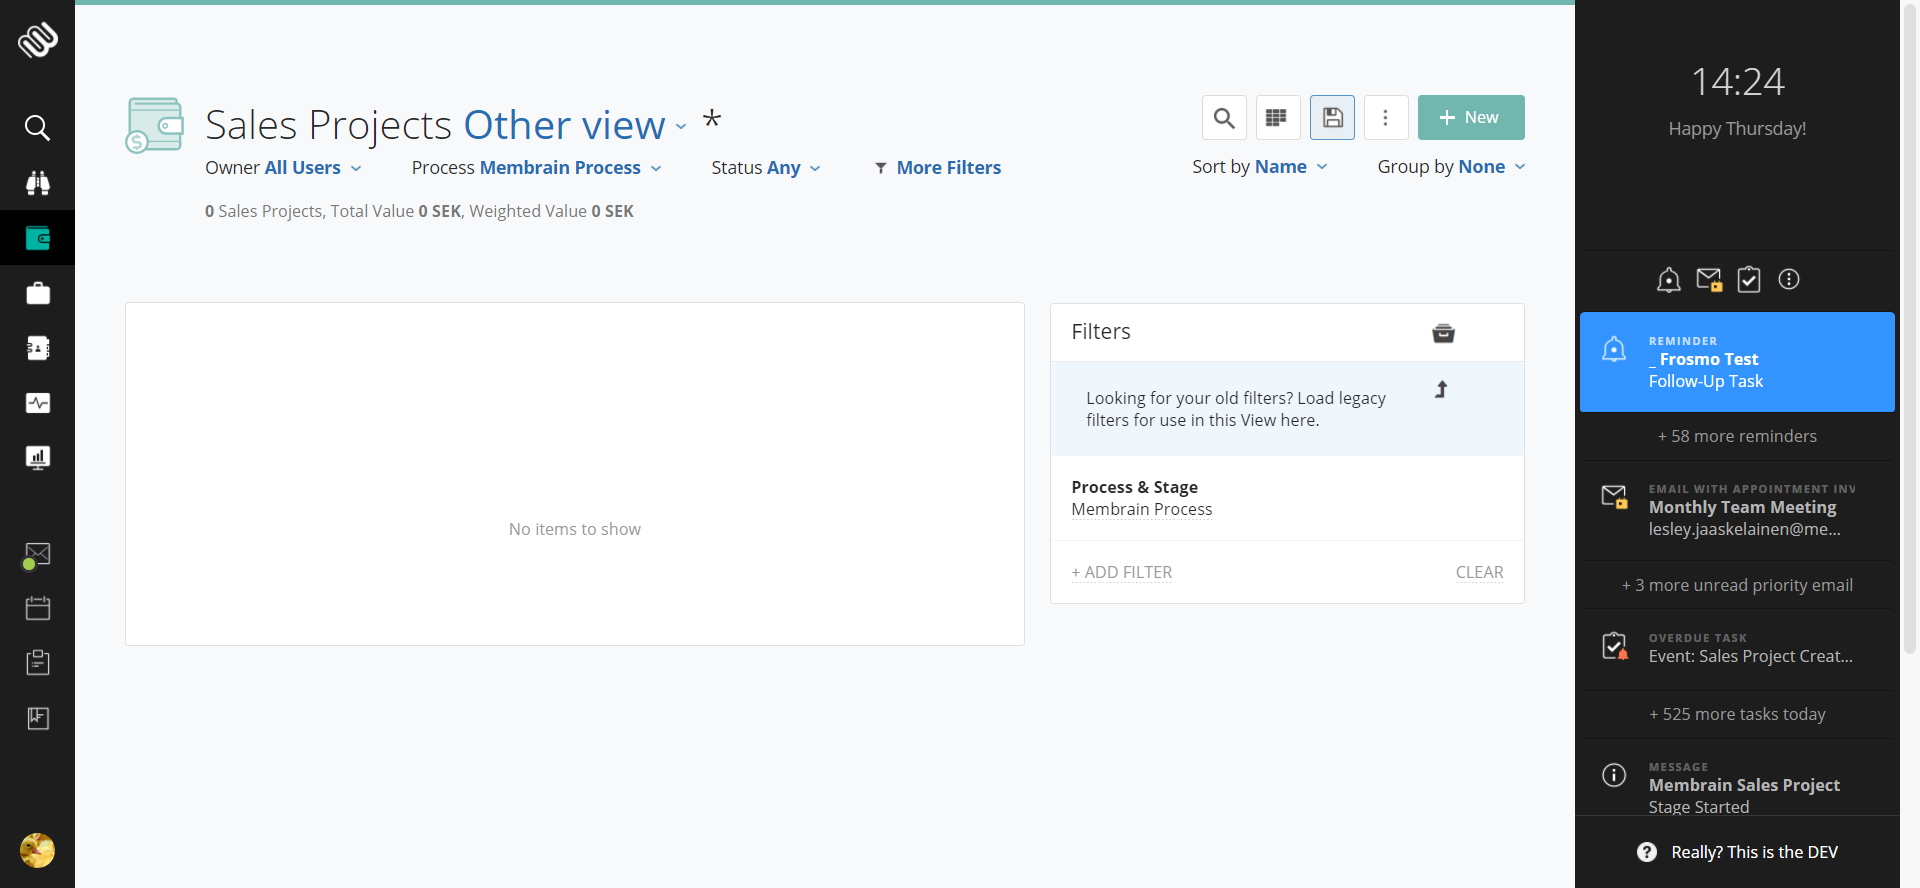 Sales Projects Other view *
+ New
Owner All Users
Process Membrain Process
Status Any
More Filters
Sort by Name
Group by None
0 Sales Projects, Total Value 0 SEK, Weighted Value 0 SEK
No items to show
Filters
Looking for your old filters? Load legacy
filters for use in this View here.
Process & Stage
Membrain Process
+ ADD FILTER
CLEAR
14:24
Happy Thursday!
REMINDER
_ Frosmo Test
Follow-Up Task
+ 58 more reminders
EMAIL WITH APPOINTMENT INV
Monthly Team Meeting
lesley.jaaskelainen@me...
+ 3 more unread priority email
OVERDUE TASK
Event: Sales Project Creat...
+ 525 more tasks today
MESSAGE
Membrain Sales Project
Stage Started
Really? This is the DEV